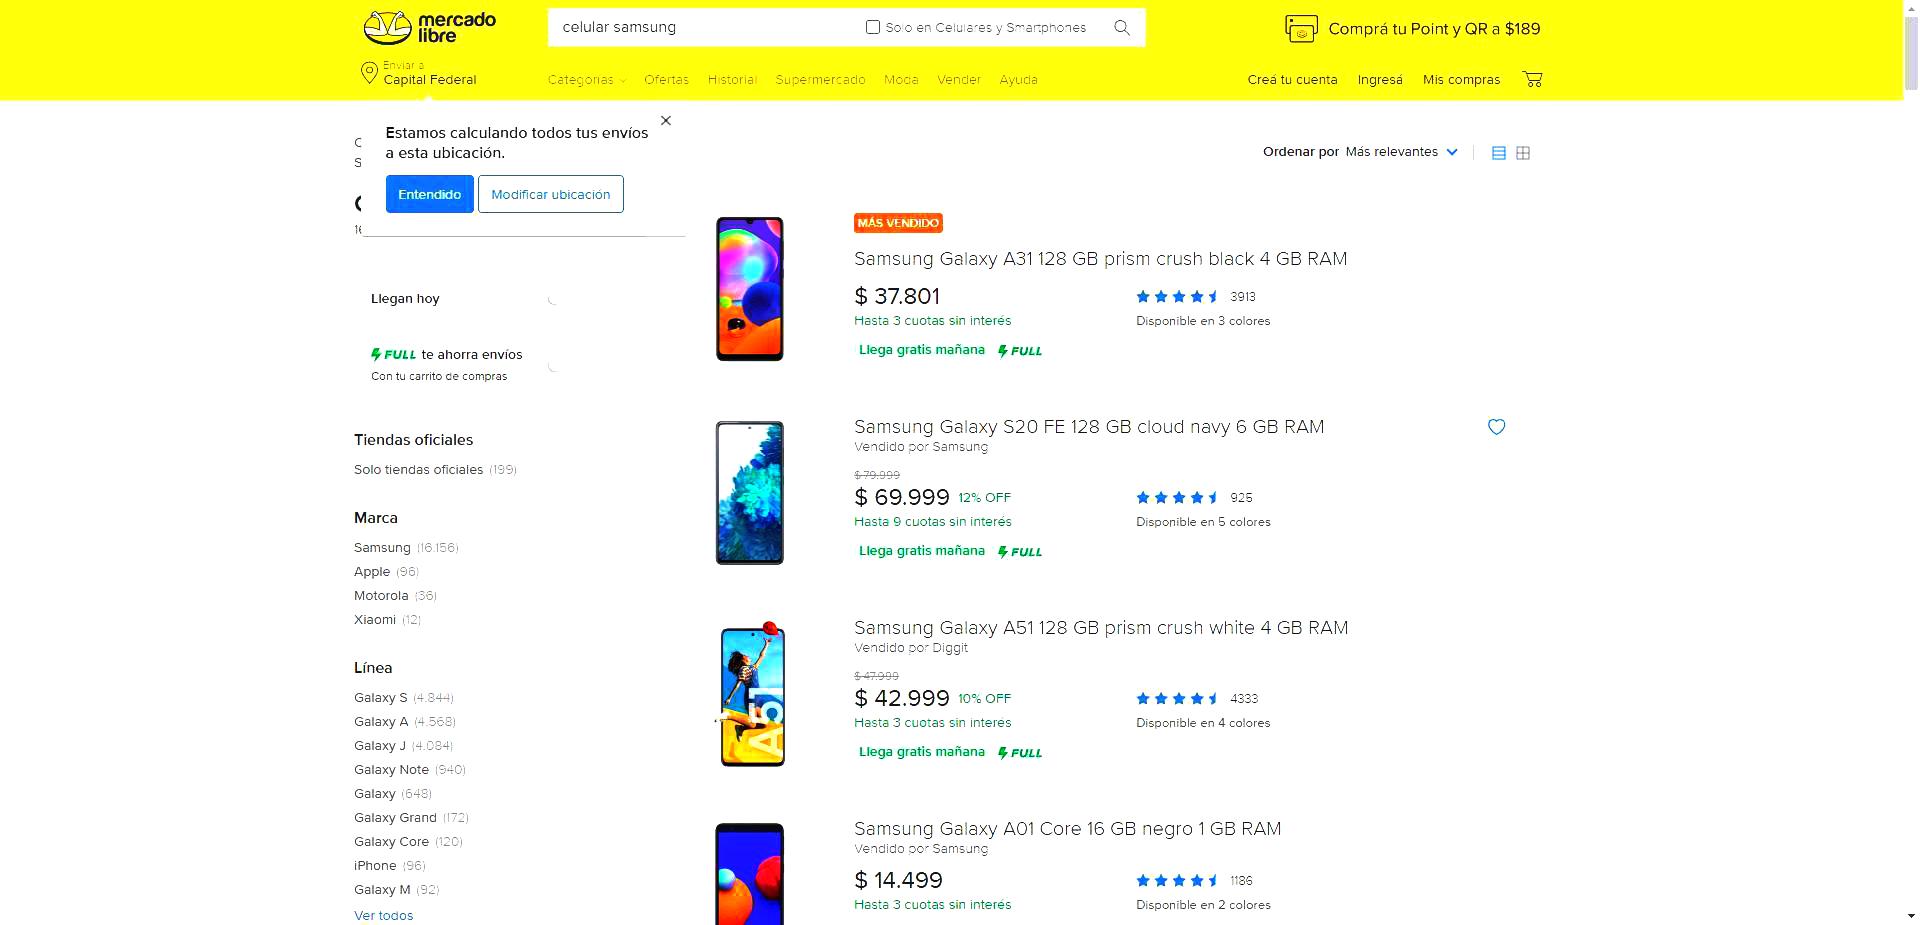 mercado
libre
celular samsung
Solo en Celulares y Smartphones
Comprá tu Point y QR a $189
Enviar a
Capital Federal
Categorías
Ofertas
Historial
Supermercado
Moda
Vender
Ayuda
Creá tu cuenta
Ingresá
Mis compras
Estamos calculando todos tus envíos
a esta ubicación.
Entendido
Modificar ubicación
Ordenar por Más relevantes
Llegan hoy
FULL te ahorra envíos
Con tu carrito de compras
Tiendas oficiales
Solo tiendas oficiales (199)
Marca
Samsung (16.156)
Apple (96)
Motorola (36)
Xiaomi (12)
Línea
Galaxy S (4.844)
Galaxy A (4.568)
Galaxy J (4.084)
Galaxy Note (940)
Galaxy (648)
Galaxy Grand (172)
Galaxy Core (120)
iPhone (96)
Galaxy M (92)
Ver todos
MÁS VENDIDO
Samsung Galaxy A31 128 GB prism crush black 4 GB RAM
$ 37.801
3913
Hasta 3 cuotas sin interés
Disponible en 3 colores
Llega gratis mañana FULL
Samsung Galaxy S20 FE 128 GB cloud navy 6 GB RAM
Vendido por Samsung
$ 79.999
$ 69.999 12% OFF
925
Hasta 9 cuotas sin interés
Disponible en 5 colores
Llega gratis mañana FULL
A51
Samsung Galaxy A51 128 GB prism crush white 4 GB RAM
Vendido por Diggit
$ 47.999
$ 42.999 10% OFF
4333
Hasta 3 cuotas sin interés
Disponible en 4 colores
Llega gratis mañana FULL
Samsung Galaxy A01 Core 16 GB negro 1 GB RAM
Vendido por Samsung
$ 14.499
1186
Hasta 3 cuotas sin interés
Disponible en 2 colores